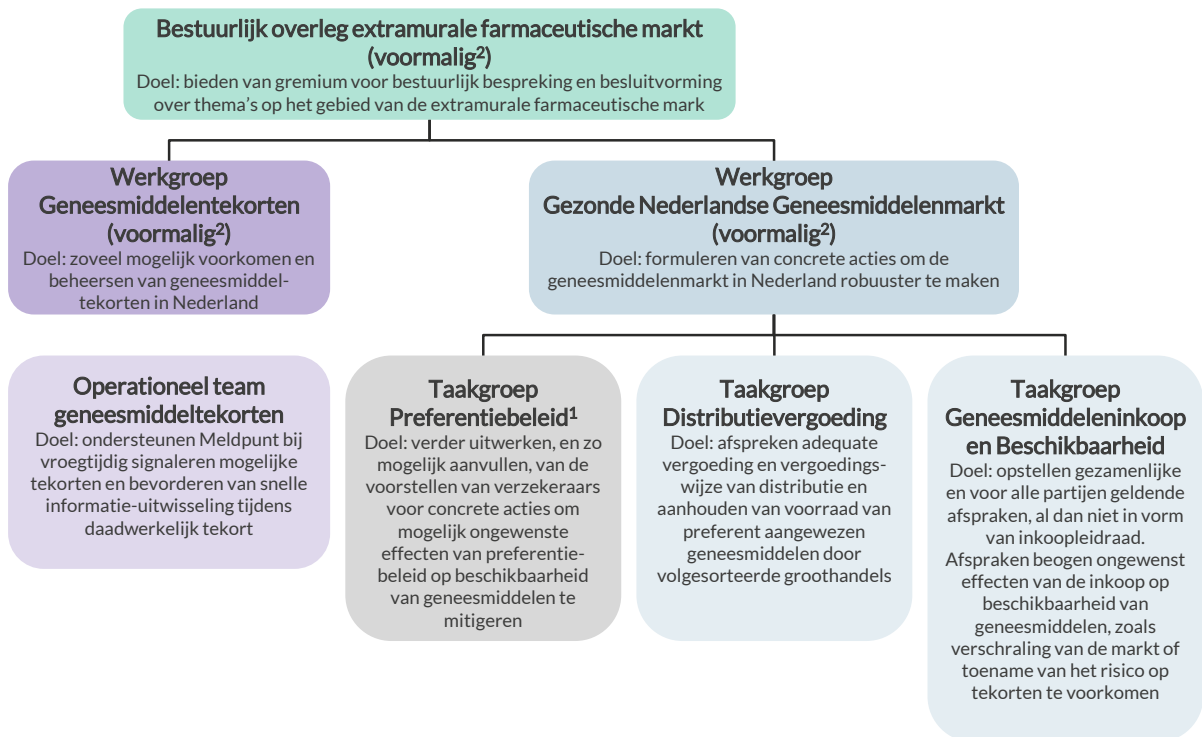 Bestuurlijk overleg extramurale farmaceutische markt
(voormalig²)
Doel: bieden van gremium voor bestuurlijk bespreking en besluitvorming
over thema's op het gebied van de extramurale farmaceutische mark
Werkgroep
Geneesmiddelentekorten
(voormalig²)
Doel: zoveel mogelijk voorkomen en
beheersen van geneesmiddel-
tekorten in Nederland
Werkgroep
Gezonde Nederlandse Geneesmiddelenmarkt
(voormalig²)
Doel: formuleren van concrete acties om de
geneesmiddelenmarkt in Nederland robuuster te maken
Operationeel team
geneesmiddeltekorten
Doel: ondersteunen Meldpunt bij
vroegtijdig signaleren mogelijke
tekorten en bevorderen van snelle
informatie-uitwisseling tijdens
daadwerkelijk tekort
Taakgroep
Preferentiebeleid¹
Doel: verder uitwerken, en zo
mogelijk aanvullen, van de
voorstellen van verzekeraars
voor concrete acties om
mogelijk ongewenste
effecten van preferentie-
beleid op beschikbaarheid
van geneesmiddelen te
mitigeren
Taakgroep
Distributievergoeding
Doel: afspreken adequate
vergoeding en vergoedings-
wijze van distributie en
aanhouden van voorraad van
preferent aangewezen
geneesmiddelen door
volgesorteerde groothandels
Taakgroep
Geneesmiddeleninkoop
en Beschikbaarheid
Doel: opstellen gezamenlijke
en voor alle partijen geldende
afspraken, al dan niet in vorm
van inkoopleidraad.
Afspraken beogen ongewenst
effecten van de inkoop op
beschikbaarheid van
geneesmiddelen, zoals
verschraling van de markt of
toename van het risico op
tekorten te voorkomen